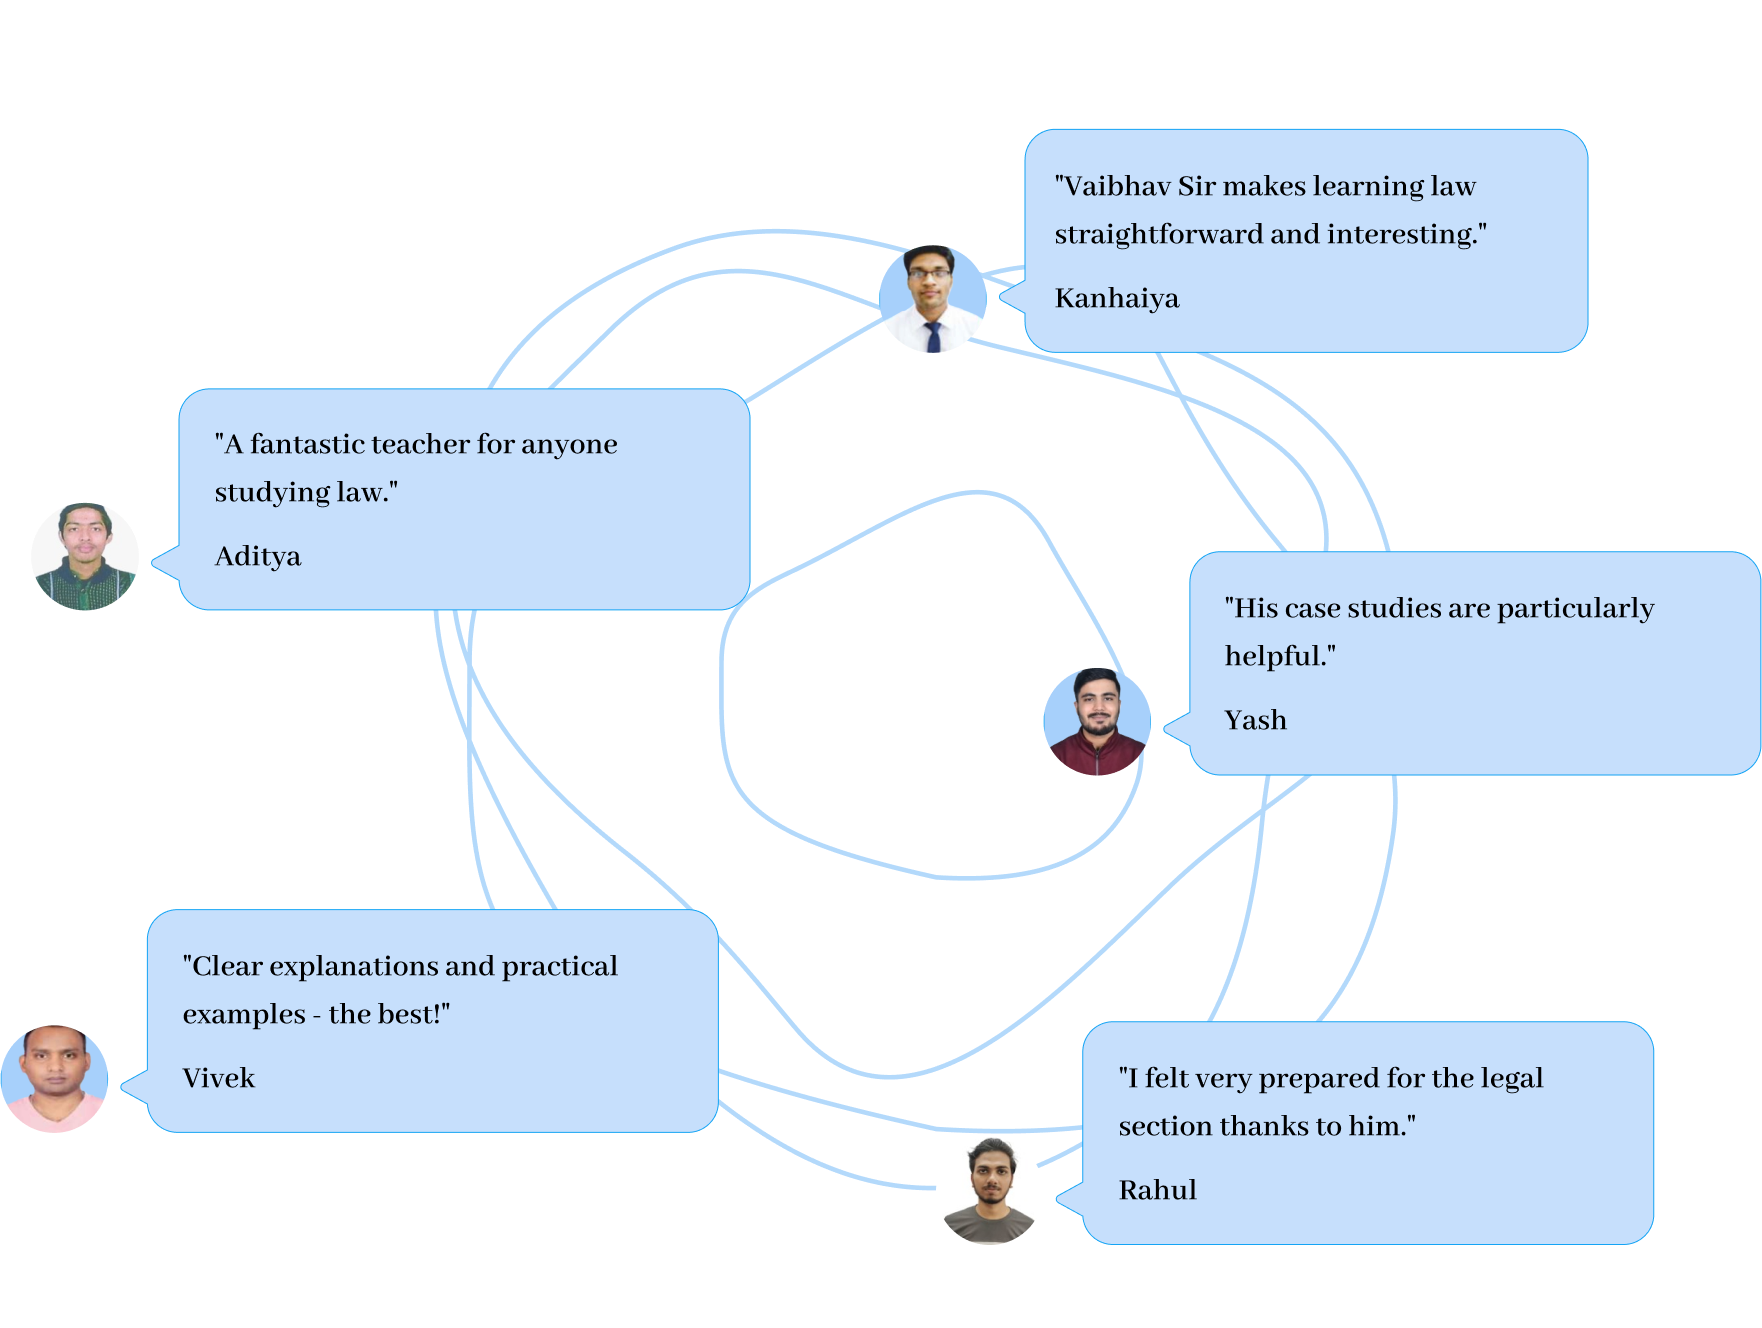 "Vaibhav Sir makes learning law
straightforward and interesting."
Kanhaiya
"A fantastic teacher for anyone
studying law."
Aditya
"His case studies are particularly
helpful."
Yash
"Clear explanations and practical
examples - the best!"
Vivek
"I felt very prepared for the legal
section thanks to him."
Rahul